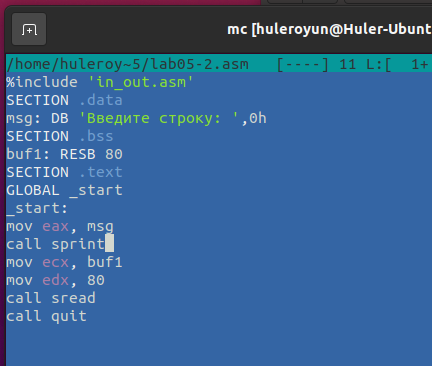 mc [huleroyun@Huler-Ubunt
/home/huleroy~5/lab05-2.asm [----] 11 L:[ 1+
%include 'in_out.asm'
SECTION .data
msg: DB 'Введите строку: ',0h
SECTION .bss
buf1: RESB 80
SECTION .text
GLOBAL _start
_start:
mov eax, msg
call sprint
mov ecx, buf1
mov edx, 80
call sread
call quit